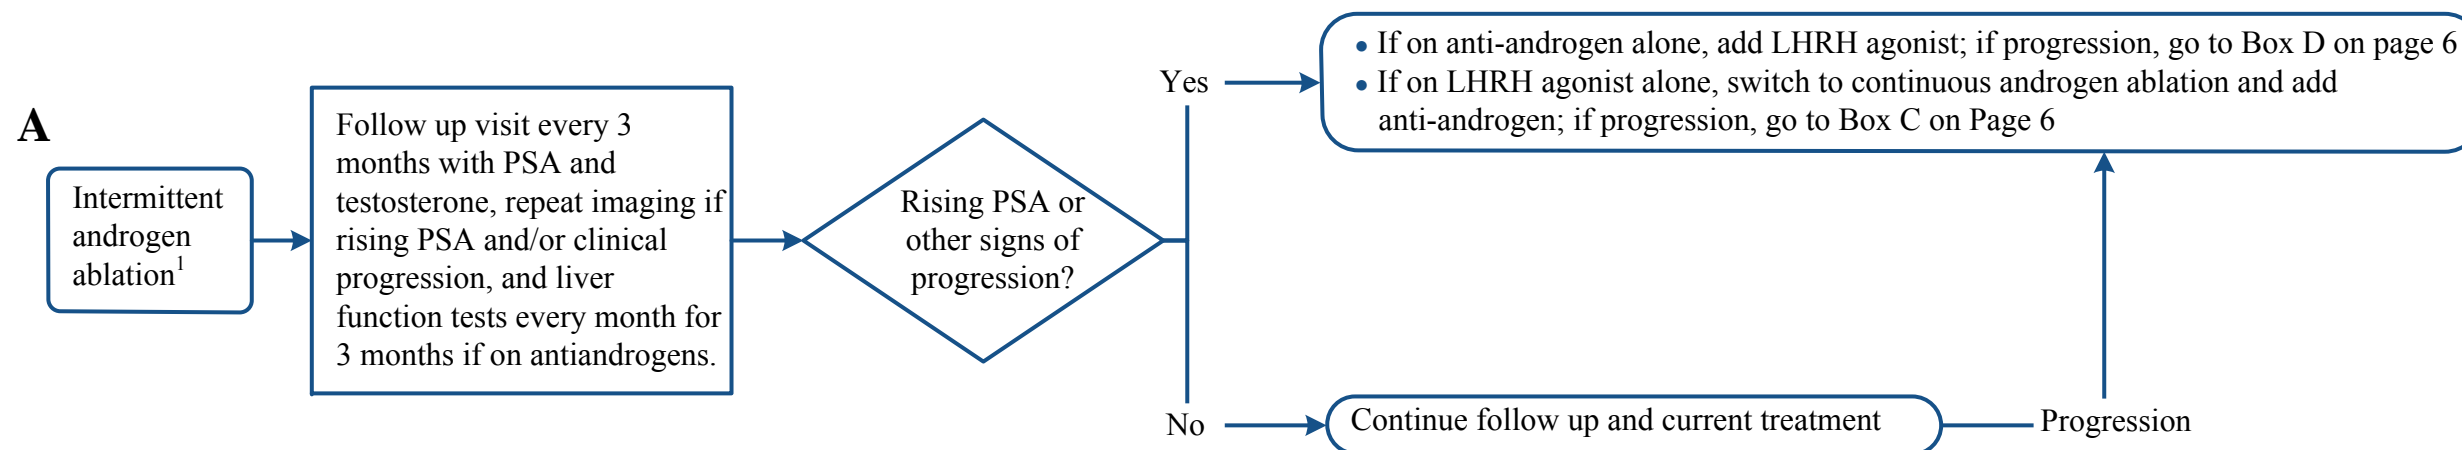 A
Intermittent
androgen
ablation1
Follow up visit every 3
months with PSA and
testosterone, repeat imaging if
rising PSA and/or clinical
progression, and liver
function tests every month for
3 months if on antiandrogens.
Rising PSA or
other signs of
progression?
Yes
• If on anti-androgen alone, add LHRH agonist; if progression, go to Box D on page 6
• If on LHRH agonist alone, switch to continuous androgen ablation and add
anti-androgen; if progression, go to Box C on Page 6
No
Continue follow up and current treatment
Progression